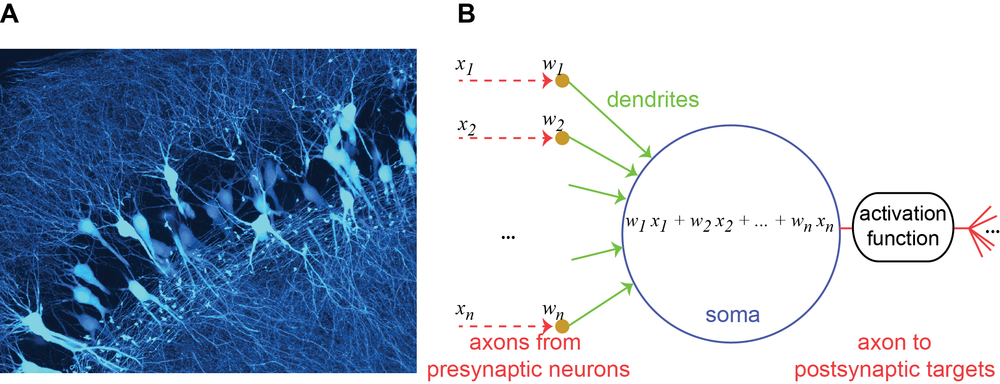 A
B
x1
w1
dendrites
x2
w2
...
w1 x1 + w2 x2 + ... + wn xn
activation
function
...
xn
wn
soma
axons from
presynaptic neurons
axon to
postsynaptic targets